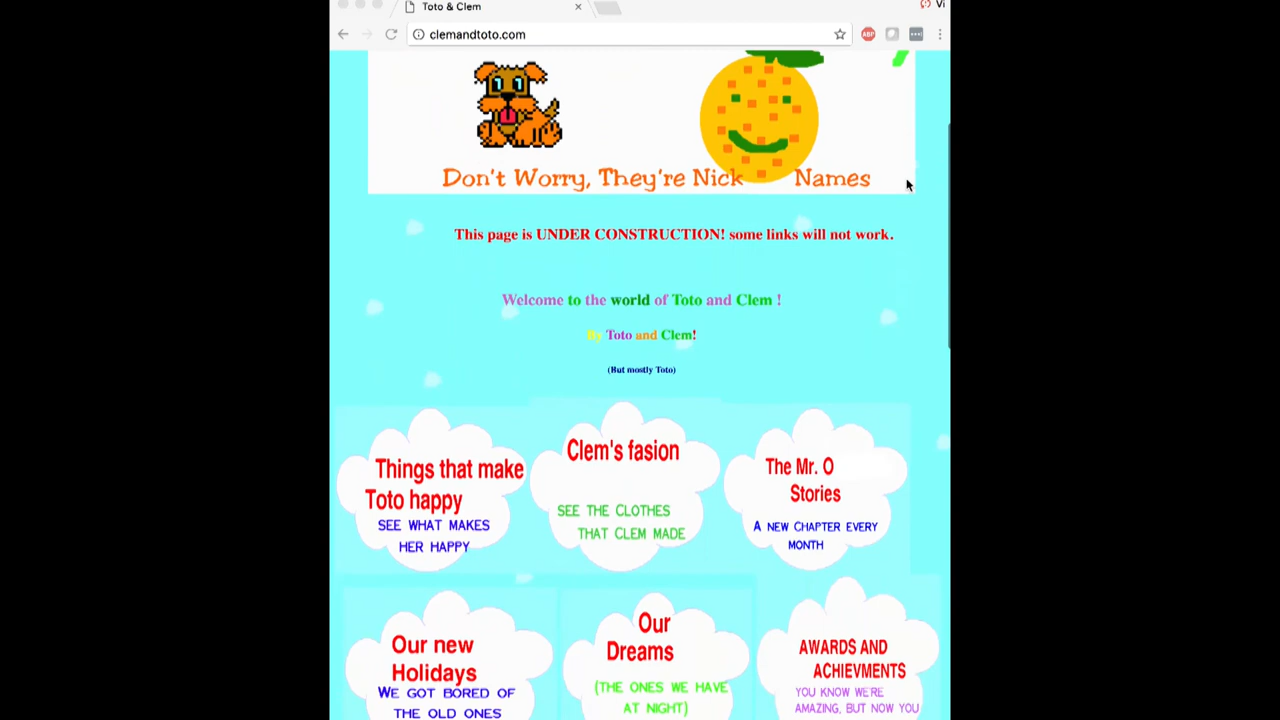 Toto & Clem
Vi
clemandtoto.com
ABP
Don't Worry, They're Nick Names
This page is UNDER CONSTRUCTION! some links will not work.
Welcome to the world of Toto and Clem !
By Toto and Clem!
(But mostly Toto)
Things that make
Toto happy
SEE WHAT MAKES
HER HAPPY
Clem's fasion
SEE THE CLOTHES
THAT CLEM MADE
The Mr. O
Stories
A NEW CHAPTER EVERY
MONTH
Our new
Holidays
WE GOT BORED OF
THE OLD ONES
Our
Dreams
(THE ONES WE HAVE
AT NIGHT)
AWARDS AND
ACHIEVMENTS
YOU KNOW WE'RE
AMAZING, BUT NOW YOU